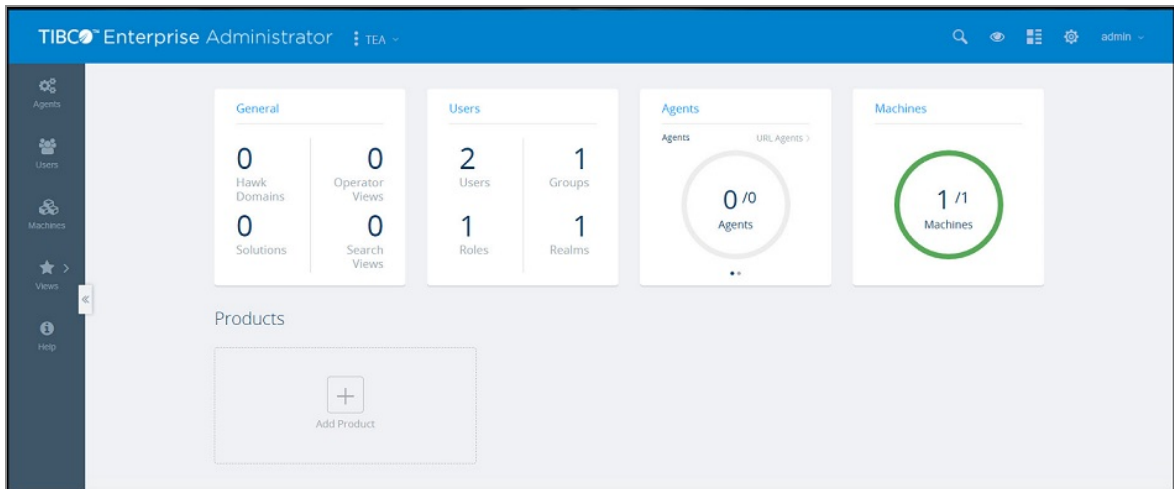 TIBCO™ Enterprise Administrator TEA admin
Agents
Users
Machines
Views
Help
General
0 0
Hawk Operator
Domains Views
0 0
Solutions Search
Views
Users
2 1
Users Groups
1 1
Roles Realms
Agents
Agents URL Agents >
0 /0
Agents
Machines
1 /1
Machines
Products
Add Product